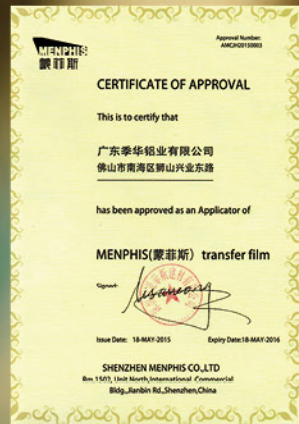 Approval Number:
AMCJH20150003
MENPHIS
蒙菲斯
CERTIFICATE OF APPROVAL
This is to certify that
广东季华铝业有限公司
佛山市南海区狮山兴业东路
has been approved as an Applicator of
MENPHIS(蒙菲斯) transfer film
Signed:
Issue Date: 18-MAY-2015
Expiry Date:18-MAY-2016
SHENZHEN MENPHIS CO.,LTD
Rm 1502, Unit North,International Commercial
Bldg.,Jianbin Rd.,Shenzhen,China